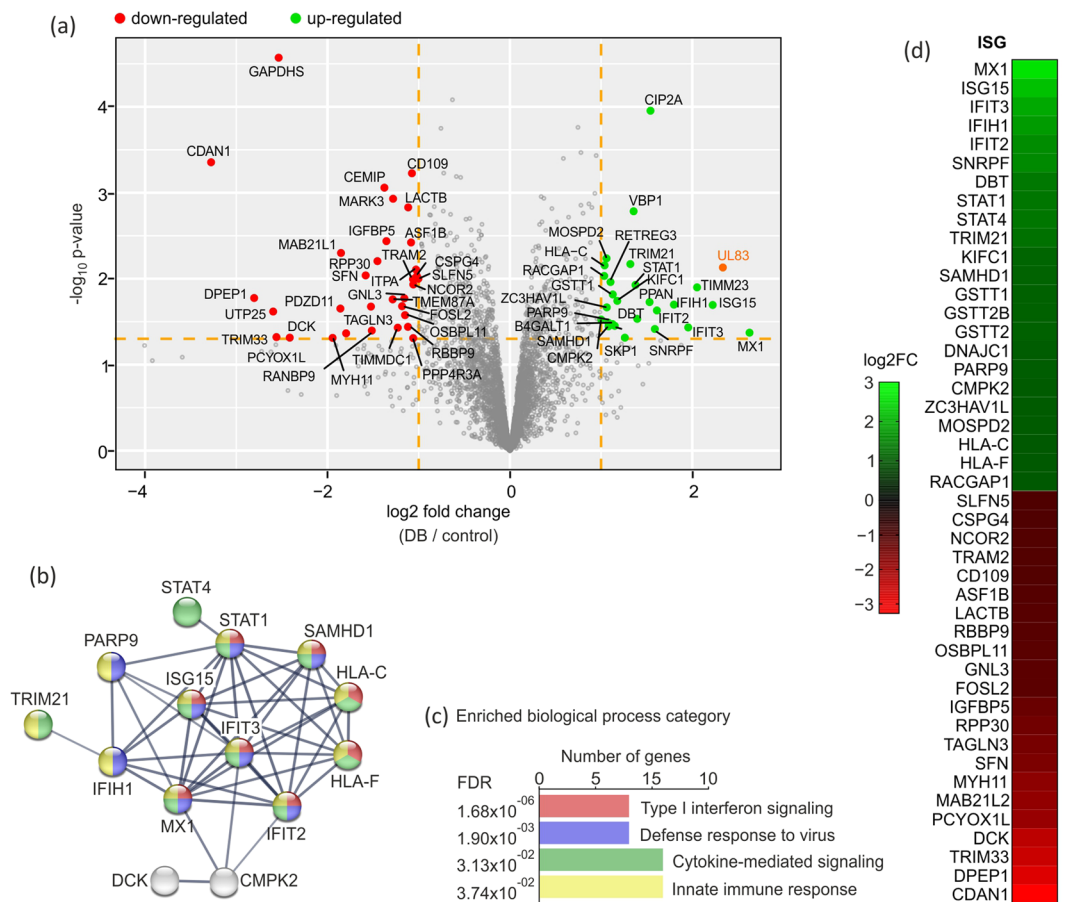 (a)
down-regulated
up-regulated
-log10 p-value
4
3
2
1
0
−4
−2
0
2
log2 fold change
(DB / control)
GAPDHS
CDAN1
CD109
CEMIP
MARK3
LACTB
IGFBP5
ASF1B
MAB21L1
TRAM2
RPP30
CSPG4
SFN
ITPA
SLFN5
NCOR2
DPEP1
GNL3
TMEM87A
PDZD11
UTP25
FOSL2
TAGLN3
OSBPL11
DCK
TRIM33
RBBP9
PCYOX1L
TIMMDC1
RANBP9
MYH11
PPP4R3A
CIP2A
VBP1
MOSPD2
RETREG3
HLA−C
TRIM21
UL83
RACGAP1
STAT1
GSTT1
KIFC1
TIMM23
ZC3HAV1L
PPAN
IFIH1
ISG15
PARP9
DBT
IFIT2
B4GALT1
IFIT3
SAMHD1
MX1
CMPK2
SKP1
SNRPF
(b)
STAT4
STAT1
PARP9
SAMHD1
ISG15
HLA-C
TRIM21
IFIT3
IFIH1
HLA-F
MX1
IFIT2
DCK
CMPK2
(c) Enriched biological process category
Number of genes
FDR
0 5 15 10
1.68x10-06 Type I interferon signaling
1.90x10-03 Defense response to virus
3.13x10-02 Cytokine-mediated signaling
3.74x10-02 Innate immune response
(d)
ISG
MX1
ISG15
IFIT3
IFIH1
IFIT2
SNRPF
DBT
STAT1
STAT4
TRIM21
KIFC1
SAMHD1
GSTT1
GSTT2B
GSTT2
DNAJC1
PARP9
CMPK2
ZC3HAV1L
MOSPD2
HLA-C
HLA-F
RACGAP1
SLFN5
CSPG4
NCOR2
TRAM2
CD109
ASF1B
LACTB
RBBP9
OSBPL11
GNL3
FOSL2
IGFBP5
RPP30
TAGLN3
SFN
MYH11
MAB21L2
PCYOX1L
DCK
TRIM33
DPEP1
CDAN1
log2FC
3
2
1
0
−1
−2
−3